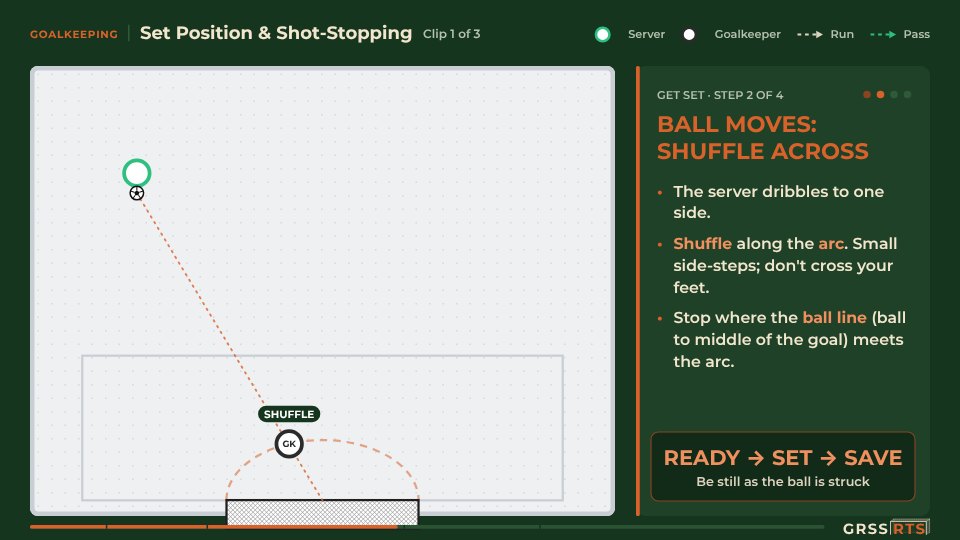 GOALKEEPING
Set Position & Shot-Stopping
Clip 1 of 3
Server
Goalkeeper
Run
Pass
GET SET · STEP 2 OF 4
BALL MOVES:
SHUFFLE ACROSS
• The server dribbles to one
side.
• Shuffle along the arc. Small
side-steps; don't cross your
feet.
• Stop where the ball line (ball
to middle of the goal) meets
the arc.
SHUFFLE
GK
READY → SET → SAVE
Be still as the ball is struck
GRSSRTS